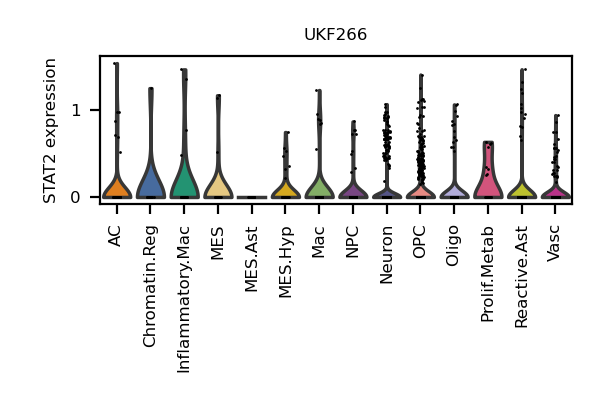 UKF266
STAT2 expression
1
0
AC
Chromatin.Reg
Inflammatory.Mac
MES
MES.Ast
MES.Hyp
Mac
NPC
Neuron
OPC
Oligo
Prolif.Metab
Reactive.Ast
Vasc